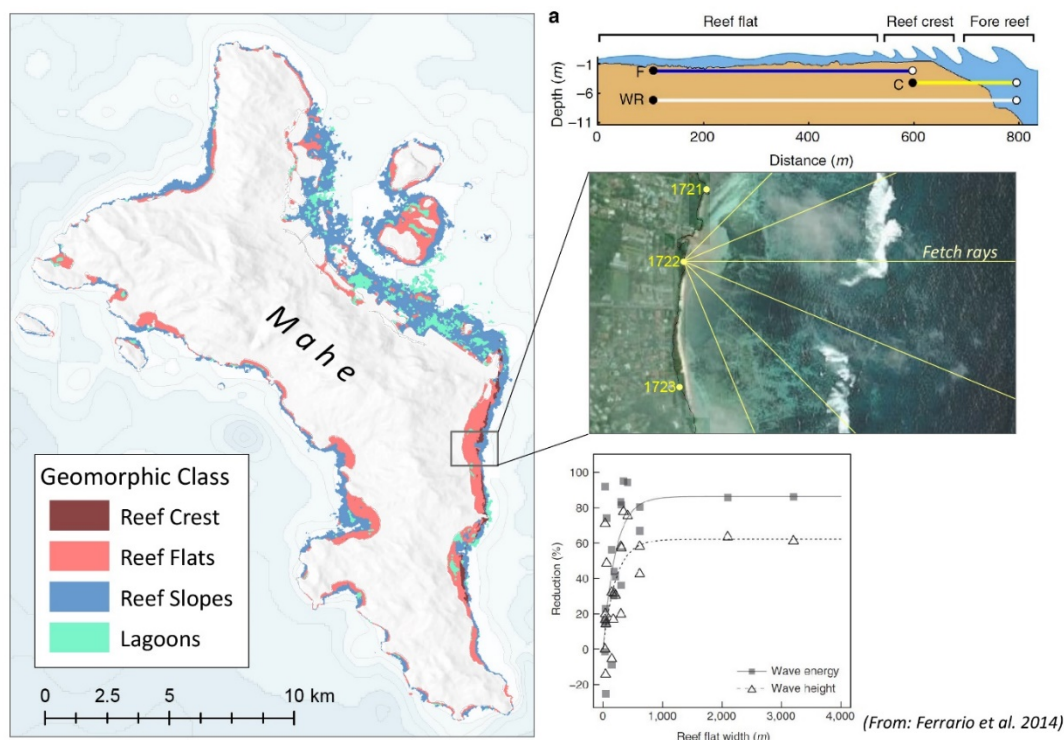 Mahe
Geomorphic Class
Reef Crest
Reef Flats
Reef Slopes
Lagoons
0 2.5 5 10 km
a
Reef flat Reef crest Fore reef
Depth (m)
-1
-6
-11
F
C
WR
0 200 400 600 800
Distance (m)
1721
1722
Fetch rays
1723
Reduction (%)
100
80
60
40
20
0
-20
Wave energy
Wave height
0 1,000 2,000 3,000 4,000
Reef flat width (m)
(From: Ferrario et al. 2014)